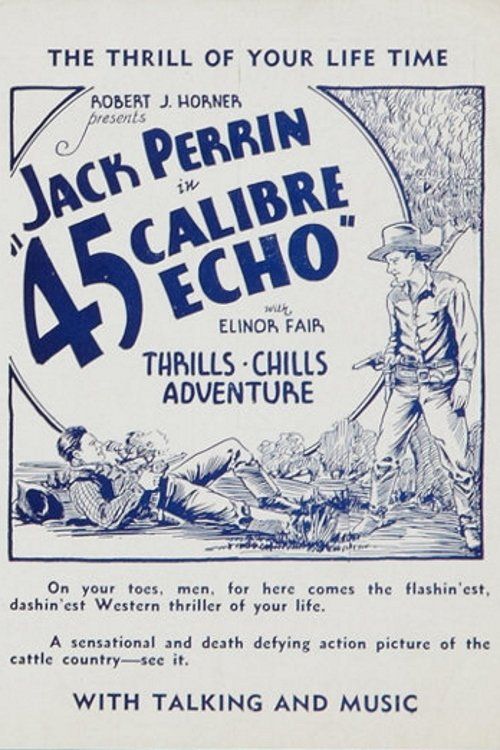 THE THRILL OF YOUR LIFE TIME
ROBERT J. HORNER
presents
JACK PERRIN
in
"45 CALIBRE
ECHO"
with
ELINOR FAIR
THRILLS · CHILLS
ADVENTURE
On your toes, men, for here comes the flashin'est,
dashin'est Western thriller of your life.
A sensational and death defying action picture of the
cattle country—see it.
WITH TALKING AND MUSIC